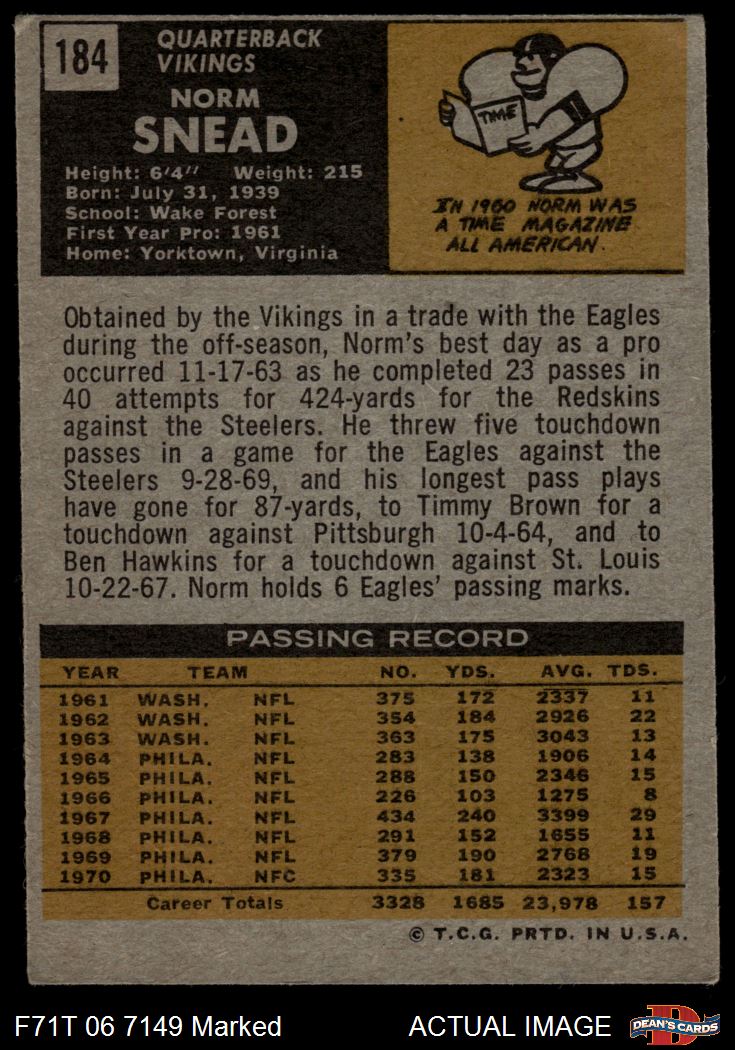 184
QUARTERBACK
VIKINGS
NORM
SNEAD
Height: 6'4" Weight: 215
Born: July 31, 1939
School: Wake Forest
First Year Pro: 1961
Home: Yorktown, Virginia
TIME
IN 1960 NORM WAS
A TIME MAGAZINE
ALL AMERICAN.
Obtained by the Vikings in a trade with the Eagles
during the off-season, Norm's best day as a pro
occurred 11-17-63 as he completed 23 passes in
40 attempts for 424-yards for the Redskins
against the Steelers. He threw five touchdown
passes in a game for the Eagles against the
Steelers 9-28-69, and his longest pass plays
have gone for 87-yards, to Timmy Brown for a
touchdown against Pittsburgh 10-4-64, and to
Ben Hawkins for a touchdown against St. Louis
10-22-67. Norm holds 6 Eagles' passing marks.
PASSING RECORD
YEAR TEAM NO. YDS. AVG. TDS.
1961 WASH. NFL 375 172 2337 11
1962 WASH. NFL 354 184 2926 22
1963 WASH. NFL 363 175 3043 13
1964 PHILA. NFL 283 138 1906 14
1965 PHILA. NFL 288 150 2346 15
1966 PHILA. NFL 226 103 1275 8
1967 PHILA. NFL 434 240 3399 29
1968 PHILA. NFL 291 152 1655 11
1969 PHILA. NFL 379 190 2768 19
1970 PHILA. NFC 335 181 2323 15
Career Totals 3328 1685 23,978 157
© T.C.G. PRTD. IN U.S.A.
F71T 06 7149 Marked ACTUAL IMAGE
D
DEAN'S CARDS